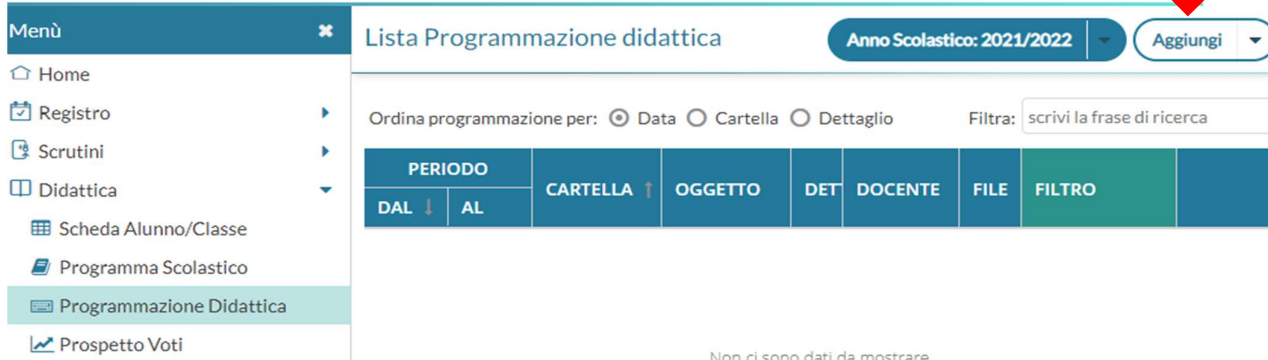 Menù
Lista Programmazione didattica
Anno Scolastico: 2021/2022
Aggiungi
Home
Registro
Scrutini
Didattica
Scheda Alunno/Classe
Programma Scolastico
Programmazione Didattica
Prospetto Voti
Ordina programmazione per: Data Cartella Dettaglio
Filtra: scrivi la frase di ricerca
PERIODO
DAL AL CARTELLA OGGETTO DET DOCENTE FILE FILTRO
Non ci sono dati da mostrare